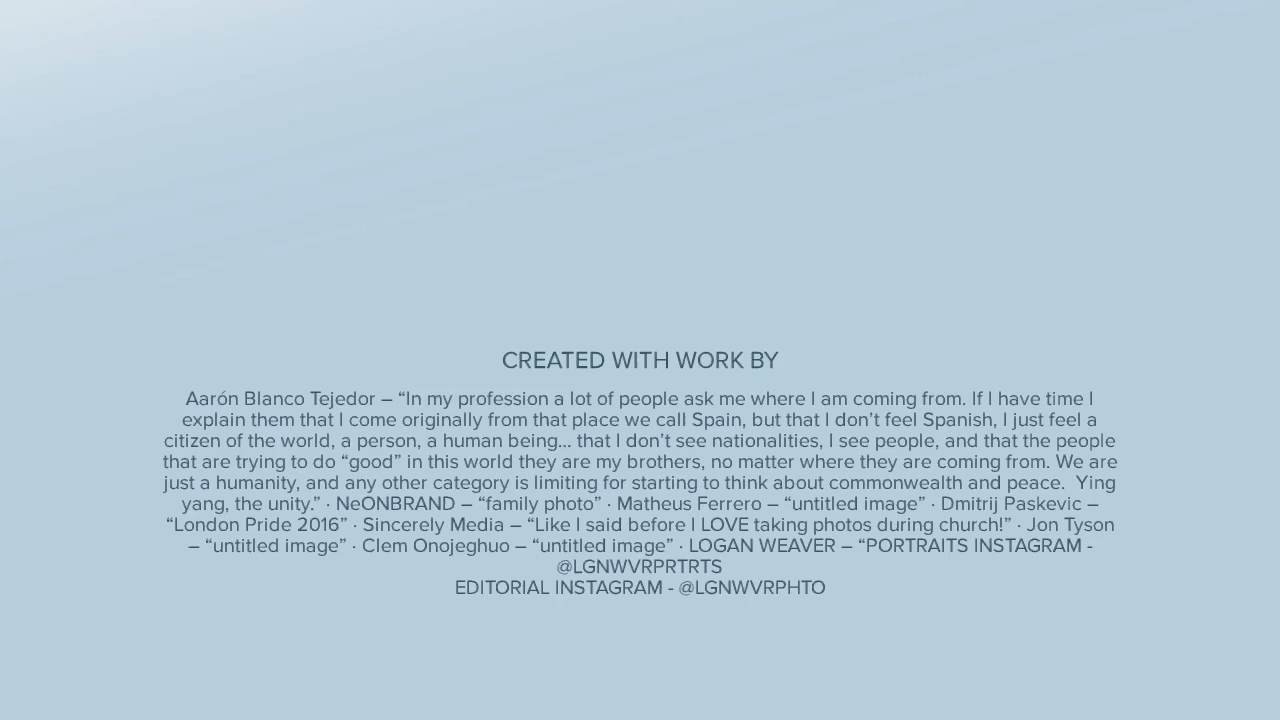 CREATED WITH WORK BY
Aarón Blanco Tejedor – “In my profession a lot of people ask me where I am coming from. If I have time I
explain them that I come originally from that place we call Spain, but that I don’t feel Spanish, I just feel a
citizen of the world, a person, a human being... that I don’t see nationalities, I see people, and that the people
that are trying to do “good” in this world they are my brothers, no matter where they are coming from. We are
just a humanity, and any other category is limiting for starting to think about commonwealth and peace.  Ying
yang, the unity.” · NeONBRAND – “family photo” · Matheus Ferrero – “untitled image” · Dmitrij Paskevic –
“London Pride 2016” · Sincerely Media – “Like I said before I LOVE taking photos during church!” · Jon Tyson
– “untitled image” · Clem Onojeghuo – “untitled image” · LOGAN WEAVER – “PORTRAITS INSTAGRAM -
@LGNWVRPRTRTS
EDITORIAL INSTAGRAM - @LGNWVRPHTO